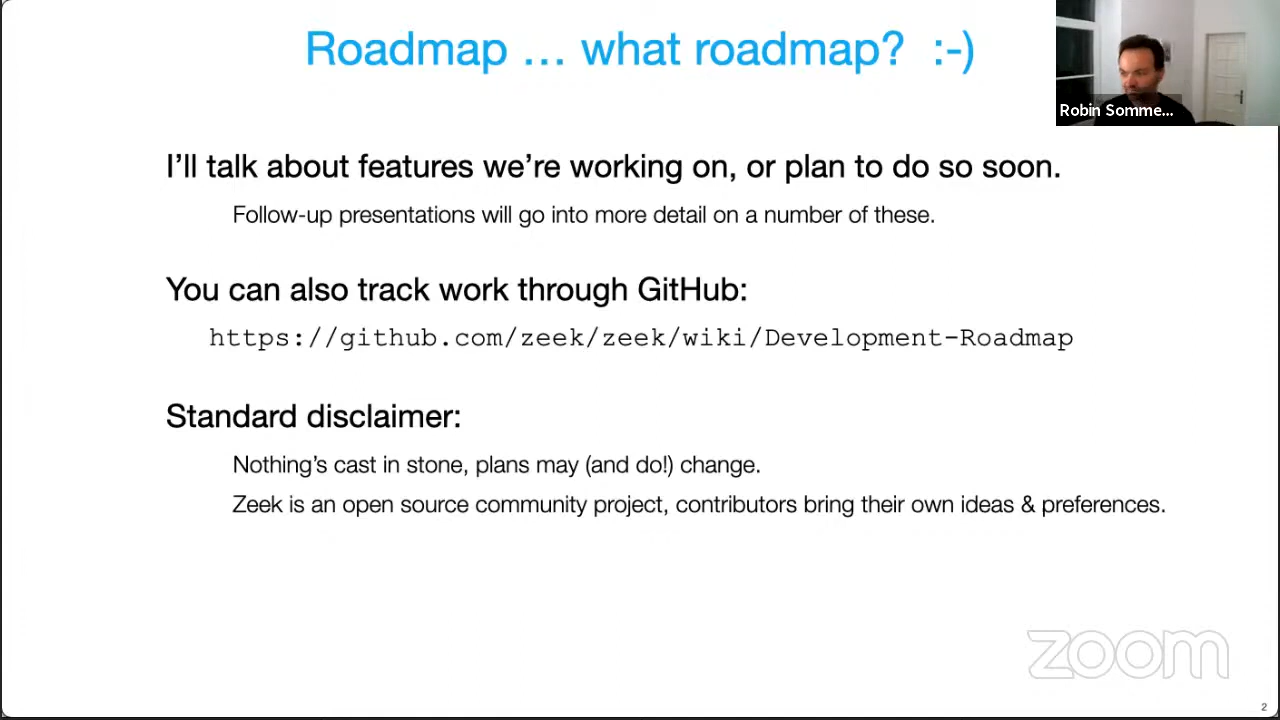 Roadmap … what roadmap? :-)
Robin Somme...
I’ll talk about features we’re working on, or plan to do so soon.
Follow-up presentations will go into more detail on a number of these.
You can also track work through GitHub:
https://github.com/zeek/zeek/wiki/Development-Roadmap
Standard disclaimer:
Nothing’s cast in stone, plans may (and do!) change.
Zeek is an open source community project, contributors bring their own ideas & preferences.
zoom
2